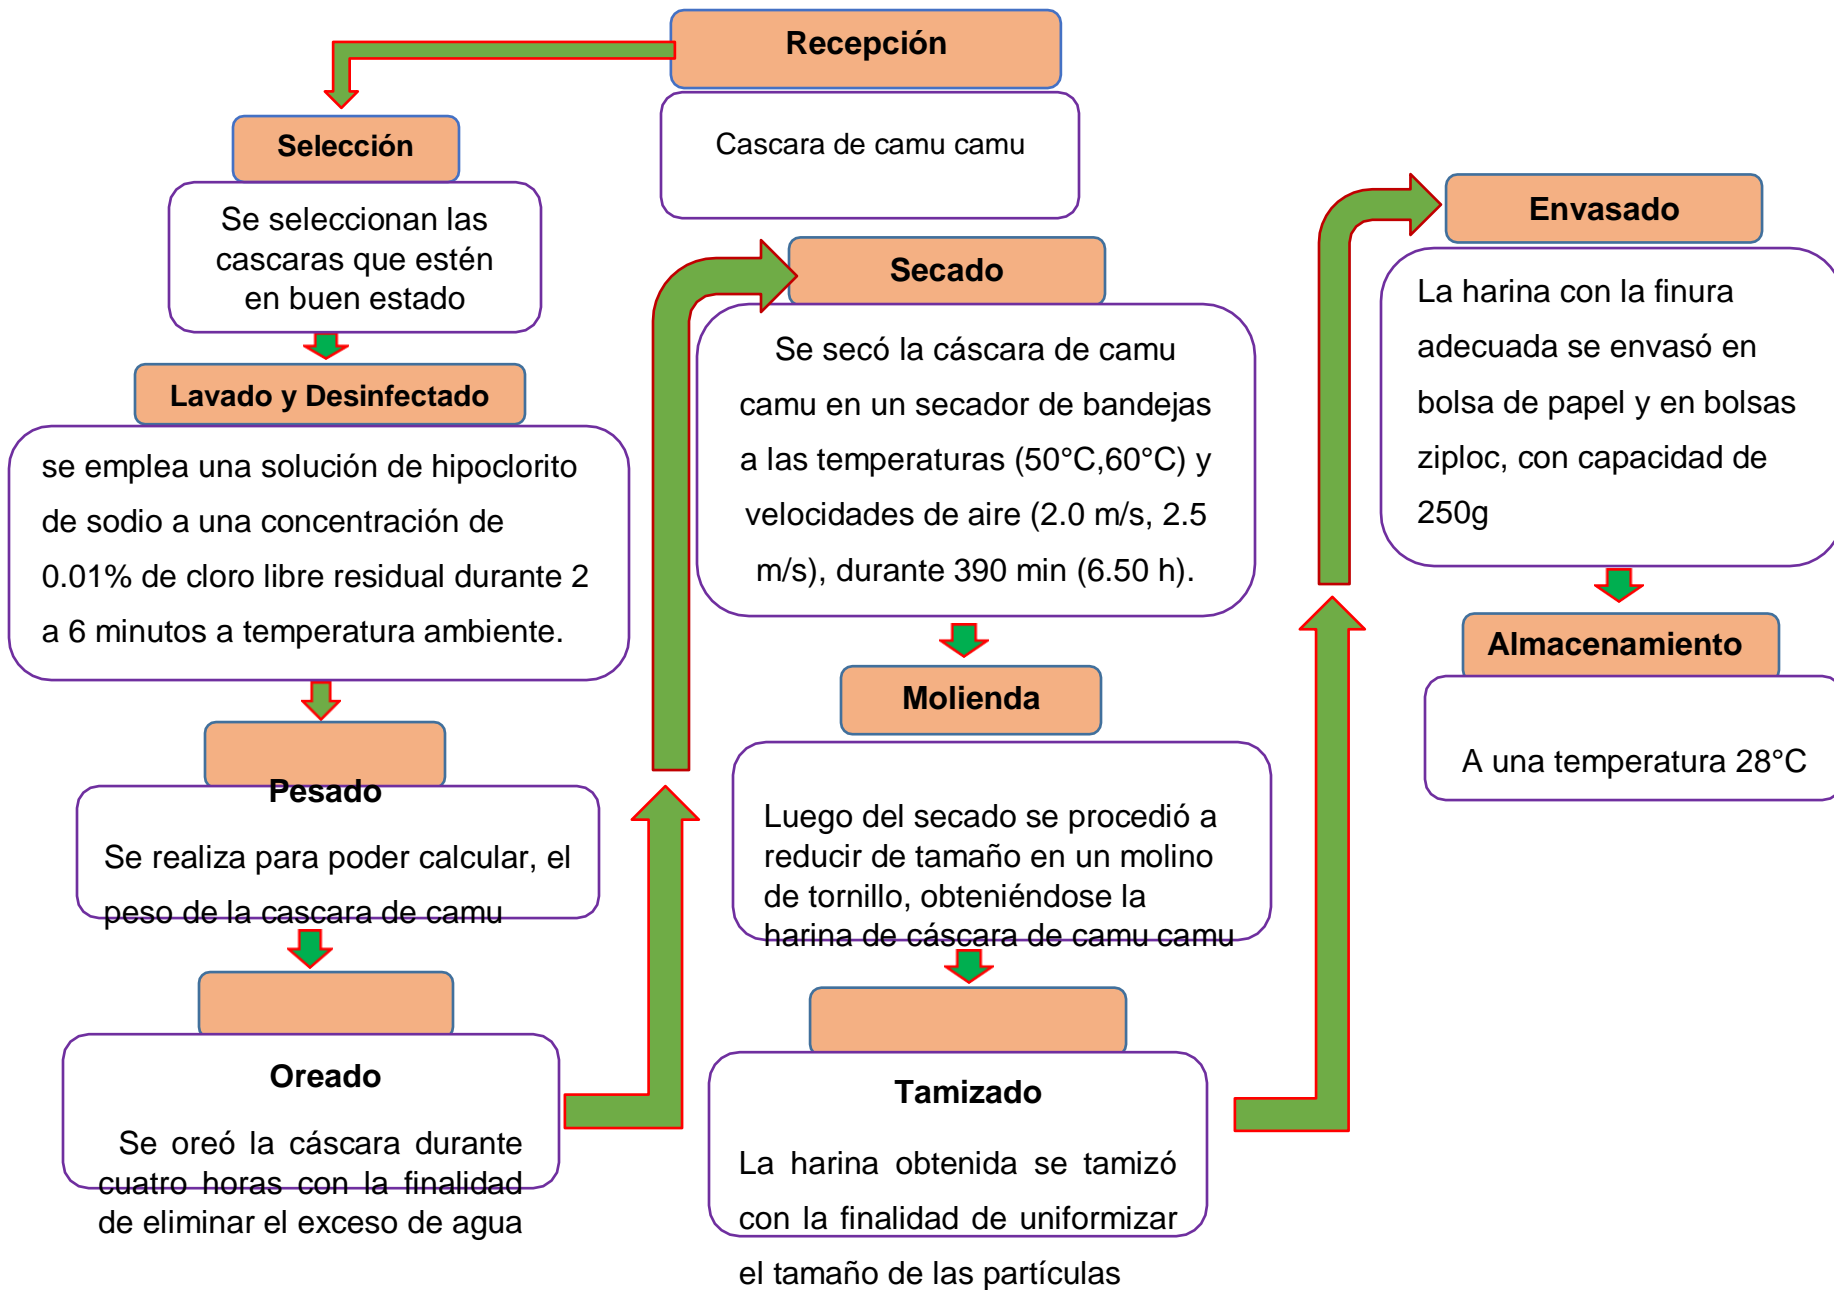 Recepción
Cascara de camu camu
Selección
Se seleccionan las
cascaras que estén
en buen estado
Lavado y Desinfectado
se emplea una solución de hipoclorito
de sodio a una concentración de
0.01% de cloro libre residual durante 2
a 6 minutos a temperatura ambiente.
Pesado
Se realiza para poder calcular, el
peso de la cascara de camu
Oreado
Se oreó la cáscara durante
cuatro horas con la finalidad
de eliminar el exceso de agua
Secado
Se secó la cáscara de camu
camu en un secador de bandejas
a las temperaturas (50°C,60°C) y
velocidades de aire (2.0 m/s, 2.5
m/s), durante 390 min (6.50 h).
Molienda
Luego del secado se procedió a
reducir de tamaño en un molino
de tornillo, obteniéndose la
harina de cáscara de camu camu
Tamizado
La harina obtenida se tamizó
con la finalidad de uniformizar
el tamaño de las partículas
Envasado
La harina con la finura
adecuada se envasó en
bolsa de papel y en bolsas
ziploc, con capacidad de
250g
Almacenamiento
A una temperatura 28°C